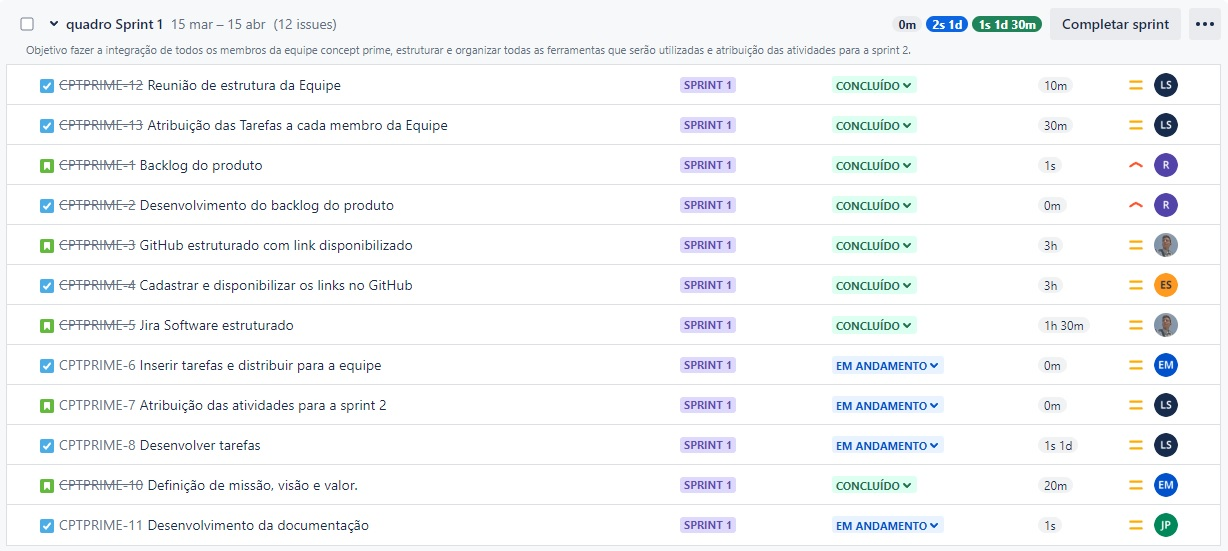 quadro Sprint 1 15 mar – 15 abr (12 issues) 0m 2s 1d 1s 1d 30m Completar sprint
Objetivo fazer a integração de todos os membros da equipe concept prime, estruturar e organizar todas as ferramentas que serão utilizadas e atribuição das atividades para a sprint 2.
CPTPRIME-12 Reunião de estrutura da Equipe SPRINT 1 CONCLUÍDO 10m LS
CPTPRIME-13 Atribuição das Tarefas a cada membro da Equipe SPRINT 1 CONCLUÍDO 30m LS
CPTPRIME-1 Backlog do produto SPRINT 1 CONCLUÍDO 1s R
CPTPRIME-2 Desenvolvimento do backlog do produto SPRINT 1 CONCLUÍDO 0m R
CPTPRIME-3 GitHub estruturado com link disponibilizado SPRINT 1 CONCLUÍDO 3h
CPTPRIME-4 Cadastrar e disponibilizar os links no GitHub SPRINT 1 CONCLUÍDO 3h ES
CPTPRIME-5 Jira Software estruturado SPRINT 1 CONCLUÍDO 1h 30m
CPTPRIME-6 Inserir tarefas e distribuir para a equipe SPRINT 1 EM ANDAMENTO 0m EM
CPTPRIME-7 Atribuição das atividades para a sprint 2 SPRINT 1 EM ANDAMENTO 0m LS
CPTPRIME-8 Desenvolver tarefas SPRINT 1 EM ANDAMENTO 1s 1d LS
CPTPRIME-10 Definição de missão, visão e valor. SPRINT 1 CONCLUÍDO 20m EM
CPTPRIME-11 Desenvolvimento da documentação SPRINT 1 EM ANDAMENTO 1s JP